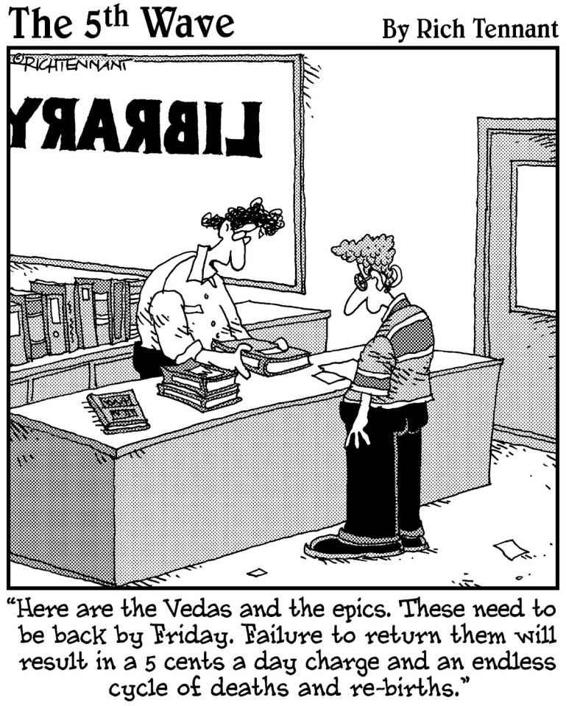 The 5th Wave
By Rich Tennant
©RICHTENNANT
LIBRARY
"Here are the Vedas and the epics. These need to
be back by Friday. Failure to return them will
result in a 5 cents a day charge and an endless
cycle of deaths and re-births."